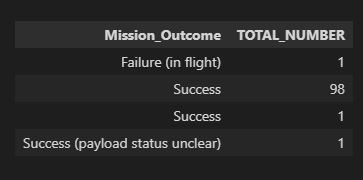 Mission_Outcome TOTAL_NUMBER
Failure (in flight) 1
Success 98
Success 1
Success (payload status unclear) 1